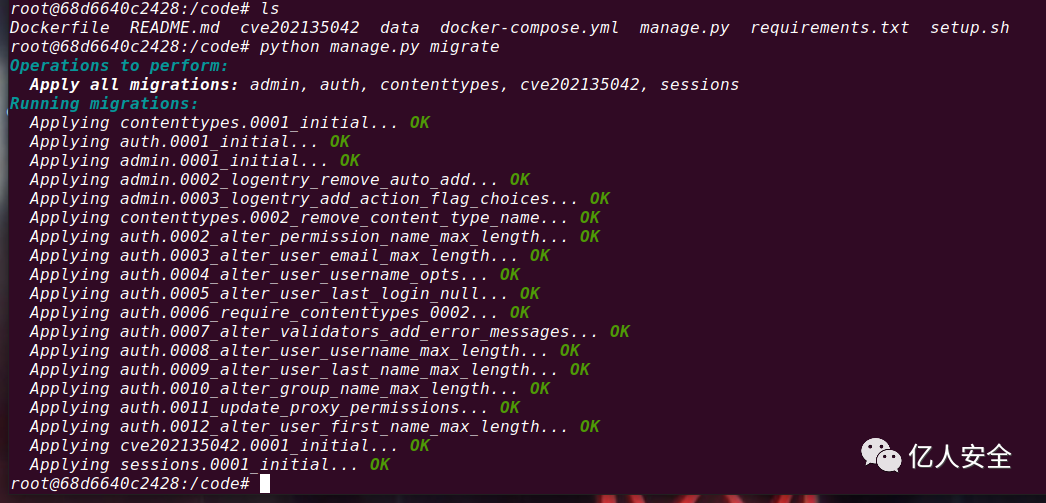 root@68d6640c2428:/code# ls
Dockerfile  README.md  cve202135042  data  docker-compose.yml  manage.py  requirements.txt  setup.sh
root@68d6640c2428:/code# python manage.py migrate
Operations to perform:
  Apply all migrations: admin, auth, contenttypes, cve202135042, sessions
Running migrations:
  Applying contenttypes.0001_initial... OK
  Applying auth.0001_initial... OK
  Applying admin.0001_initial... OK
  Applying admin.0002_logentry_remove_auto_add... OK
  Applying admin.0003_logentry_add_action_flag_choices... OK
  Applying contenttypes.0002_remove_content_type_name... OK
  Applying auth.0002_alter_permission_name_max_length... OK
  Applying auth.0003_alter_user_email_max_length... OK
  Applying auth.0004_alter_user_username_opts... OK
  Applying auth.0005_alter_user_last_login_null... OK
  Applying auth.0006_require_contenttypes_0002... OK
  Applying auth.0007_alter_validators_add_error_messages... OK
  Applying auth.0008_alter_user_username_max_length... OK
  Applying auth.0009_alter_user_last_name_max_length... OK
  Applying auth.0010_alter_group_name_max_length... OK
  Applying auth.0011_update_proxy_permissions... OK
  Applying auth.0012_alter_user_first_name_max_length... OK
  Applying cve202135042.0001_initial... OK
  Applying sessions.0001_initial... OK
root@68d6640c2428:/code#
亿人安全